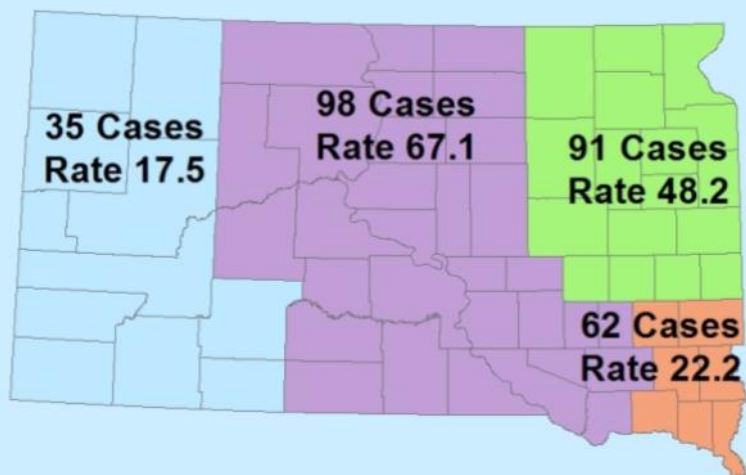 35 Cases
Rate 17.5
98 Cases
Rate 67.1
91 Cases
Rate 48.2
62 Cases
Rate 22.2